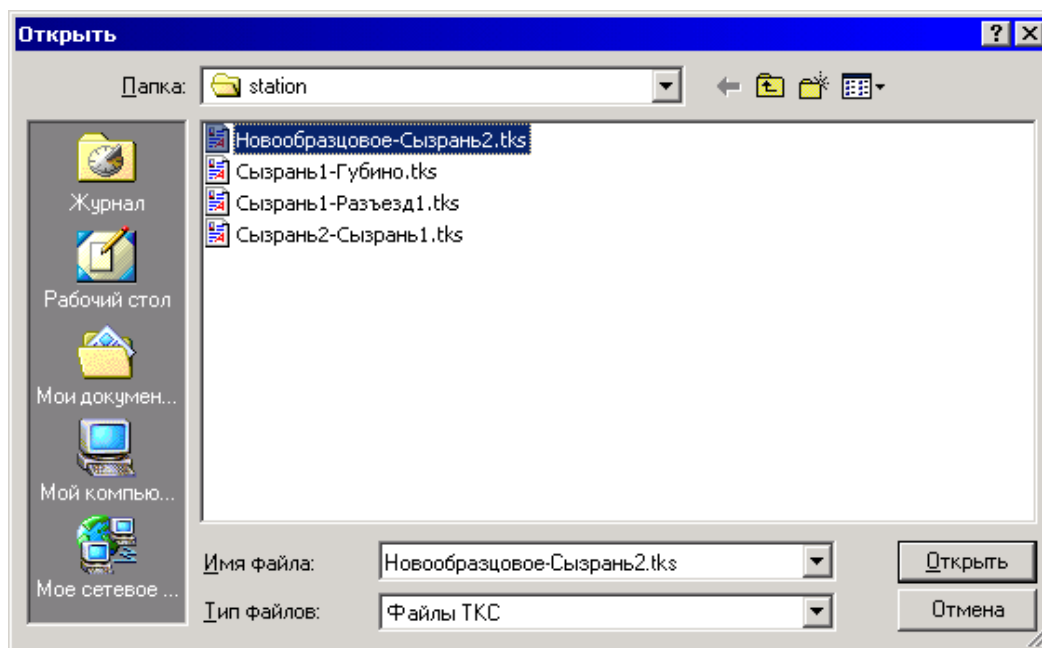 Открыть
Папка: station
Новообразцовое-Сызрань2.tks
Сызрань1-Губино.tks
Сызрань1-Разъезд1.tks
Сызрань2-Сызрань1.tks
Журнал
Рабочий стол
Мои докумен...
Мой компью...
Мое сетевое ...
Имя файла: Новообразцовое-Сызрань2.tks Открыть
Тип файлов: Файлы ТКС Отмена